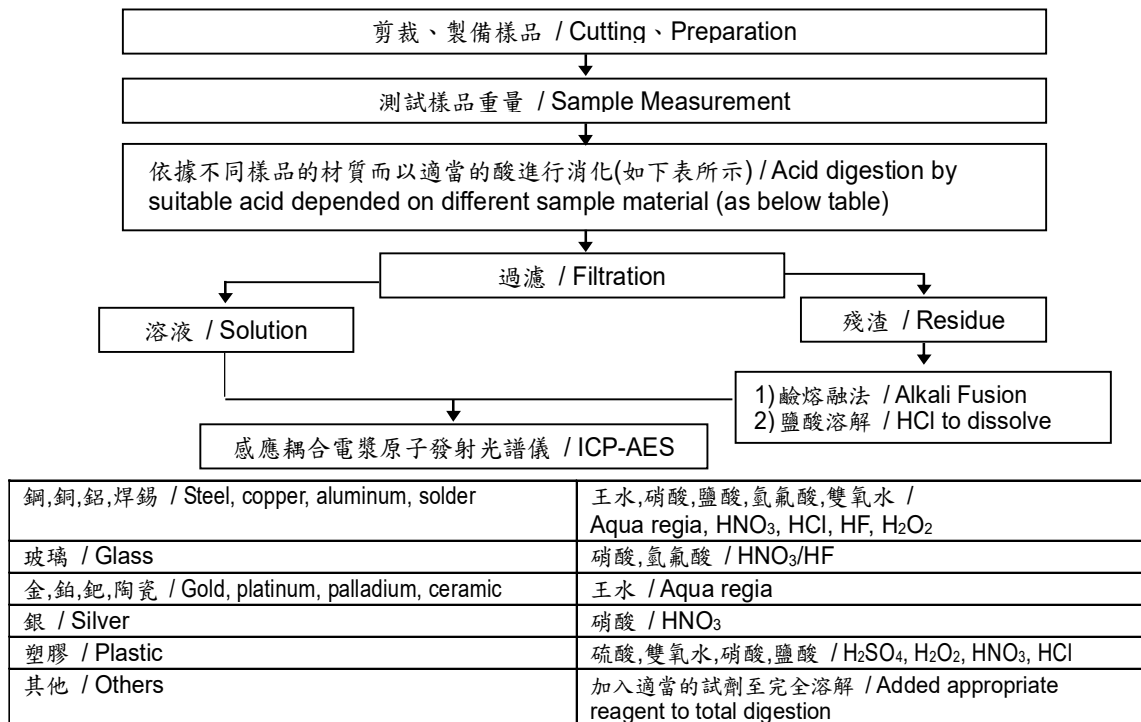 剪裁、製備樣品 / Cutting、Preparation
測試樣品重量 / Sample Measurement
依據不同樣品的材質而以適當的酸進行消化(如下表所示) / Acid digestion by
suitable acid depended on different sample material (as below table)
過濾 / Filtration
溶液 / Solution
殘渣 / Residue
1) 鹼熔融法 / Alkali Fusion
2) 鹽酸溶解 / HCl to dissolve
感應耦合電漿原子發射光譜儀 / ICP-AES
鋼,銅,鋁,焊錫 / Steel, copper, aluminum, solder
王水,硝酸,鹽酸,氫氟酸,雙氧水 /
Aqua regia, HNO₃, HCl, HF, H₂O₂
玻璃 / Glass
硝酸,氫氟酸 / HNO₃/HF
金,鉑,鈀,陶瓷 / Gold, platinum, palladium, ceramic
王水 / Aqua regia
銀 / Silver
硝酸 / HNO₃
塑膠 / Plastic
硫酸,雙氧水,硝酸,鹽酸 / H₂SO₄, H₂O₂, HNO₃, HCl
其他 / Others
加入適當的試劑至完全溶解 / Added appropriate
reagent to total digestion